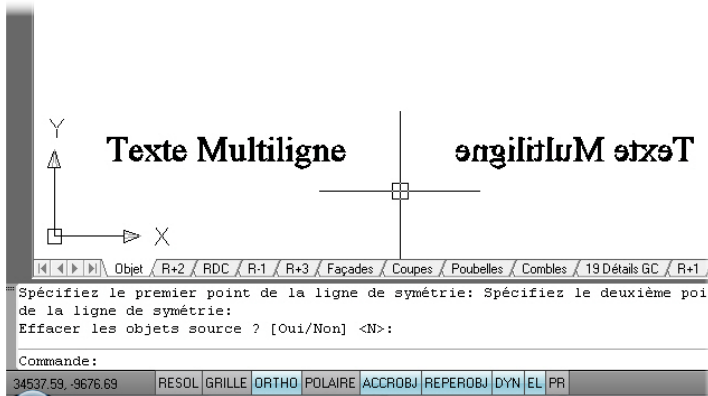 Y
Texte Multiligne Texte Multiligne
X
Objet R+2 RDC R-1 R+3 Façades Coupes Poubelles Combles 19 Détails GC R+1
Spécifiez le premier point de la ligne de symétrie: Spécifiez le deuxième poi
de la ligne de symétrie:
Effacer les objets source ? [Oui/Non] <N>:
Commande:
34537.59, -9676.69 RESOL GRILLE ORTHO POLAIRE ACCROBJ REPEROBJ DYN EL PR